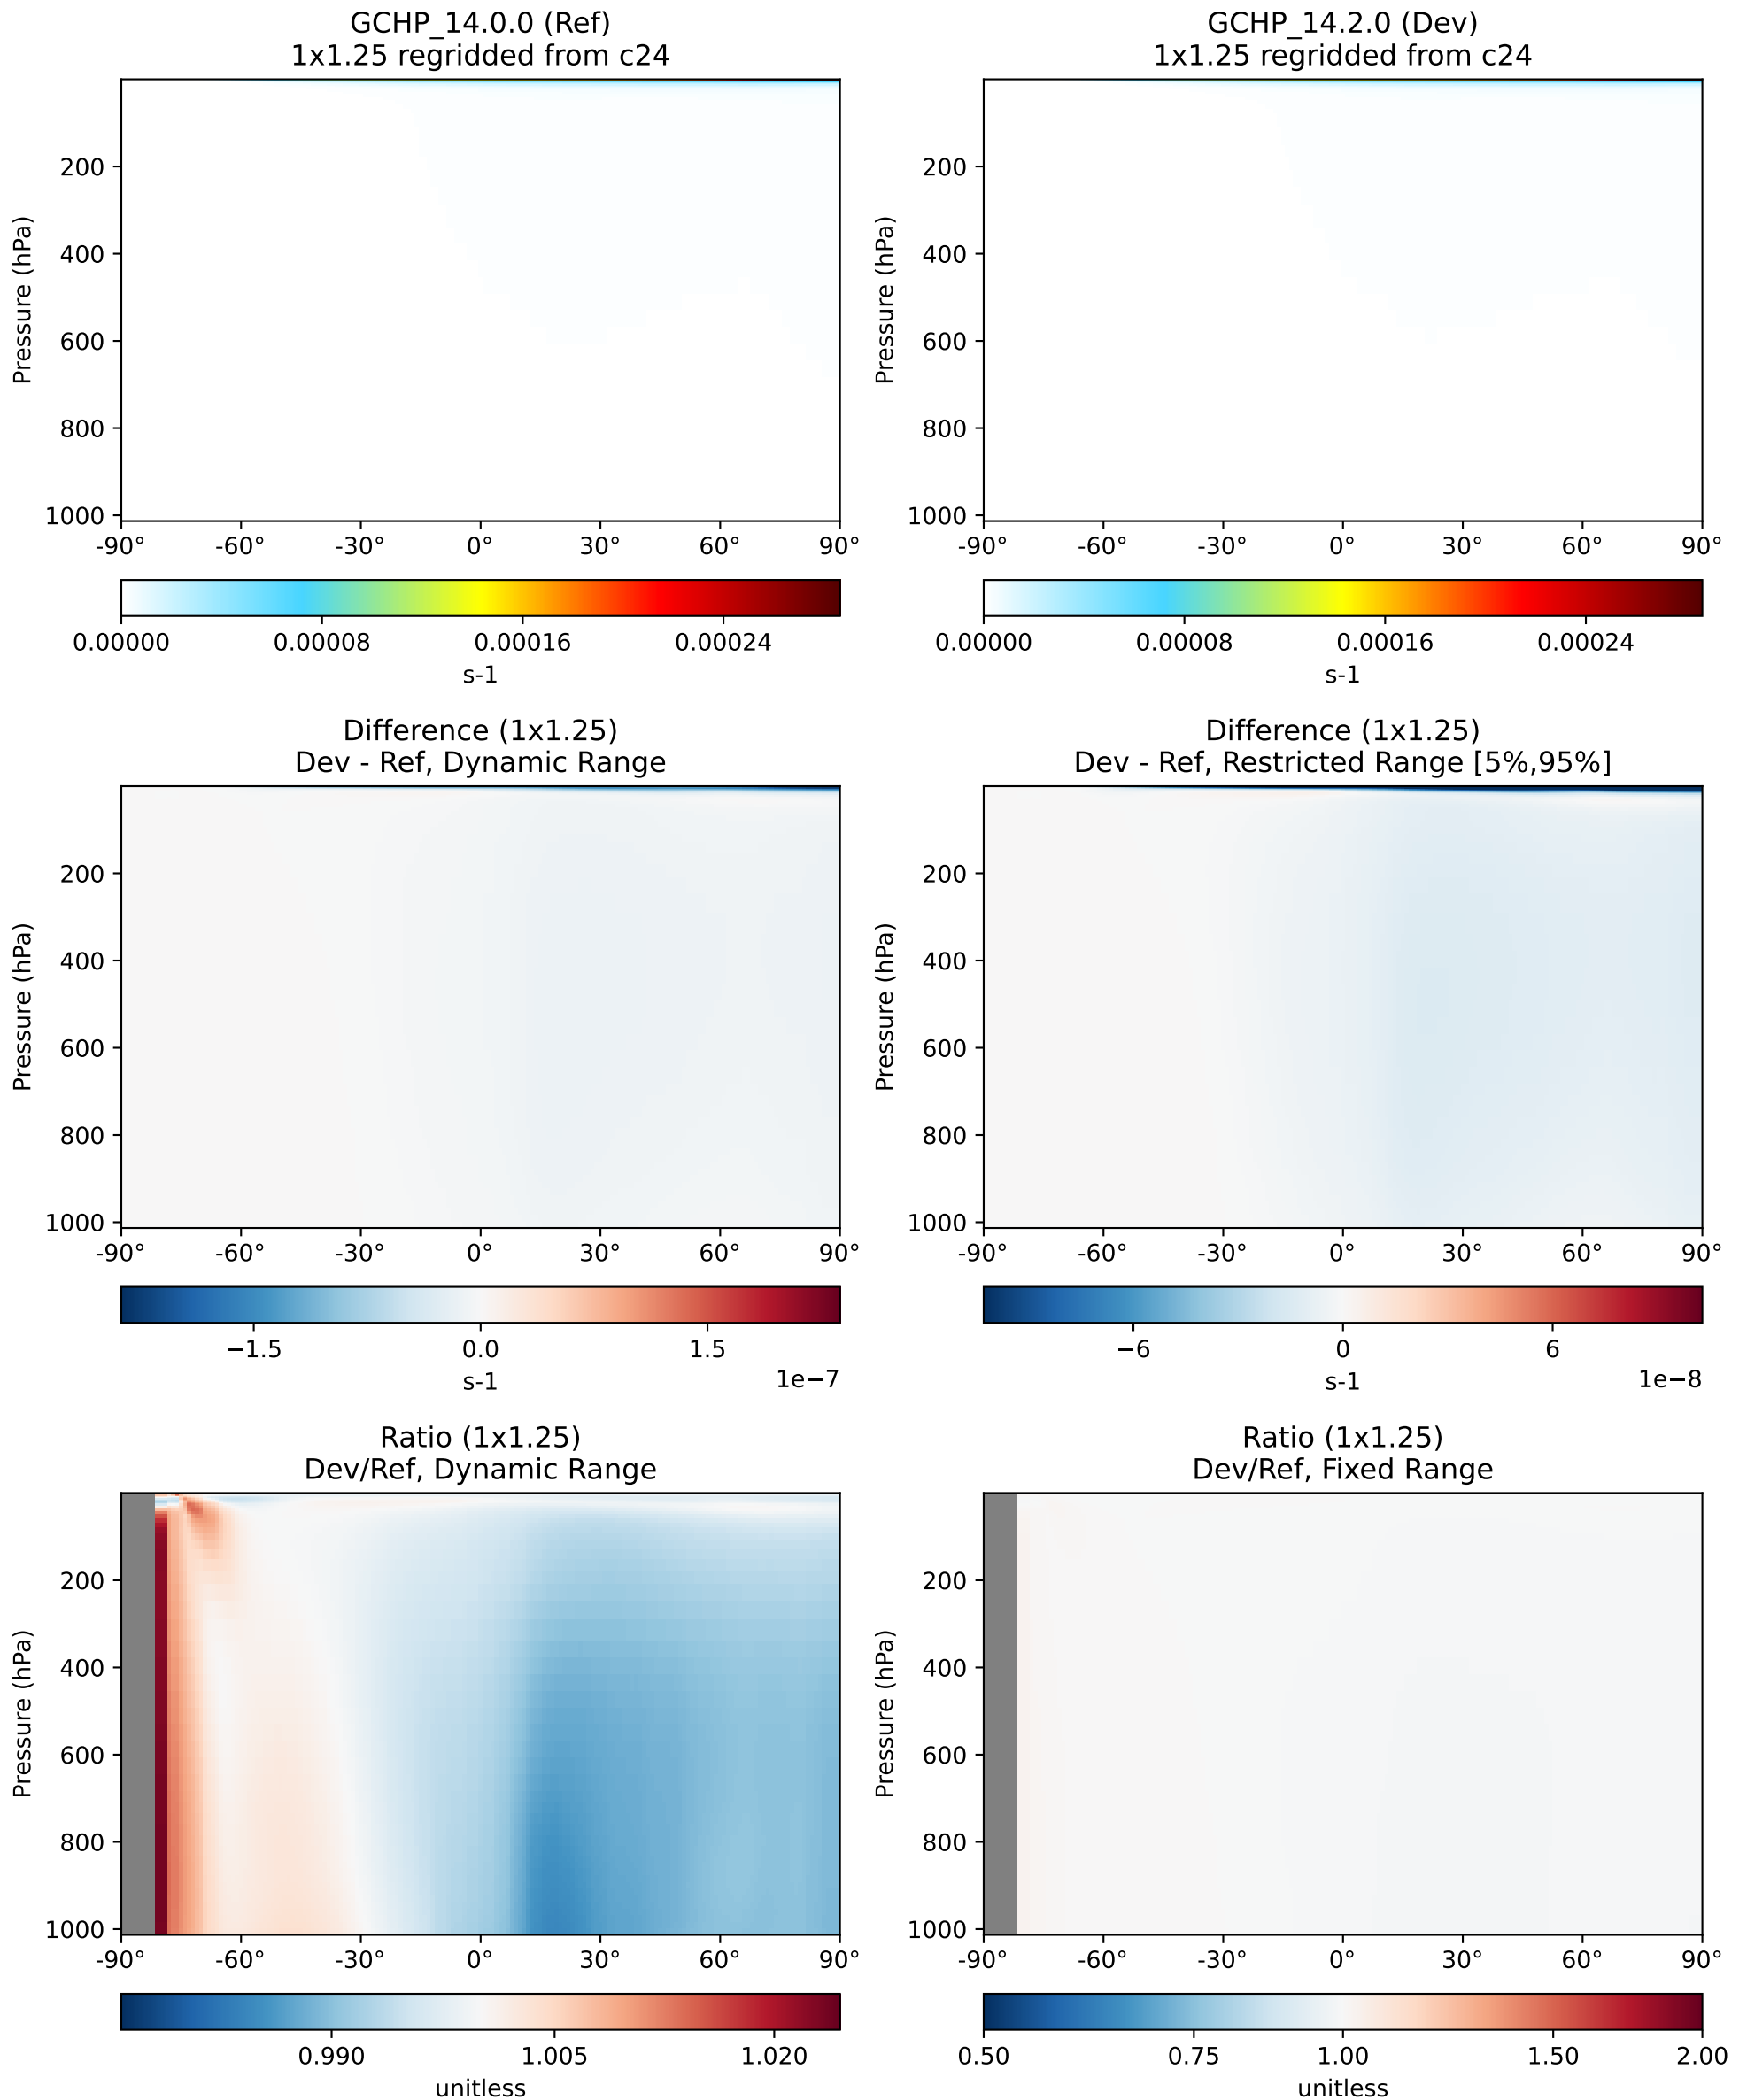 GCHP_14.0.0 (Ref)
1x1.25 regridded from c24
Pressure (hPa)
200
400
600
800
1000
-90° -60° -30° 0° 30° 60° 90°
0.00000 0.00008 0.00016 0.00024
s-1
GCHP_14.2.0 (Dev)
1x1.25 regridded from c24
Pressure (hPa)
200
400
600
800
1000
-90° -60° -30° 0° 30° 60° 90°
0.00000 0.00008 0.00016 0.00024
s-1
Difference (1x1.25)
Dev - Ref, Dynamic Range
Pressure (hPa)
200
400
600
800
1000
-90° -60° -30° 0° 30° 60° 90°
−1.5 0.0 1.5
s-1 1e−7
Difference (1x1.25)
Dev - Ref, Restricted Range [5%,95%]
Pressure (hPa)
200
400
600
800
1000
-90° -60° -30° 0° 30° 60° 90°
−6 0 6
s-1 1e−8
Ratio (1x1.25)
Dev/Ref, Dynamic Range
Pressure (hPa)
200
400
600
800
1000
-90° -60° -30° 0° 30° 60° 90°
0.990 1.005 1.020
unitless
Ratio (1x1.25)
Dev/Ref, Fixed Range
Pressure (hPa)
200
400
600
800
1000
-90° -60° -30° 0° 30° 60° 90°
0.50 0.75 1.00 1.50 2.00
unitless